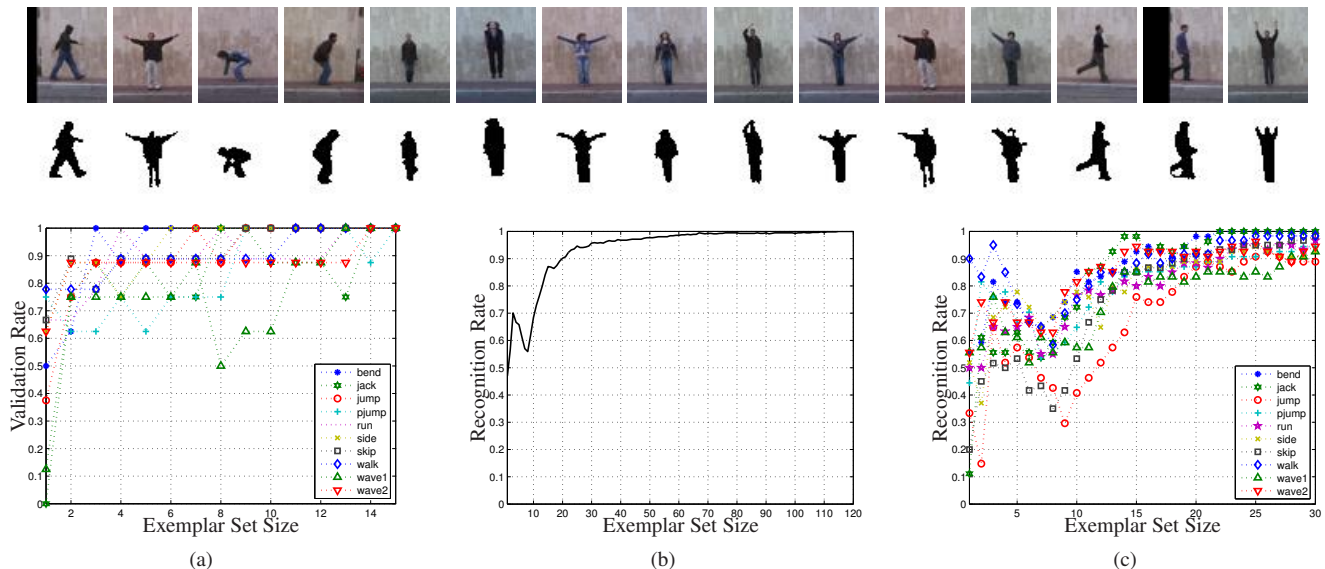 1
0.9
0.8
0.7
0.6
0.5
0.4
0.3
0.2
0.1
0
Validation Rate
2 4 6 8 10 12 14
Exemplar Set Size
bend
jack
jump
pjump
run
side
skip
walk
wave1
wave2
(a)
1
0.9
0.8
0.7
0.6
0.5
0.4
0.3
0.2
0.1
0
Recognition Rate
10 20 30 40 50 60 70 80 90 100 110 120
Exemplar Set Size
(b)
1
0.9
0.8
0.7
0.6
0.5
0.4
0.3
0.2
0.1
0
Recognition Rate
5 10 15 20 25 30
Exemplar Set Size
bend
jack
jump
pjump
run
side
skip
walk
wave1
wave2
(c)